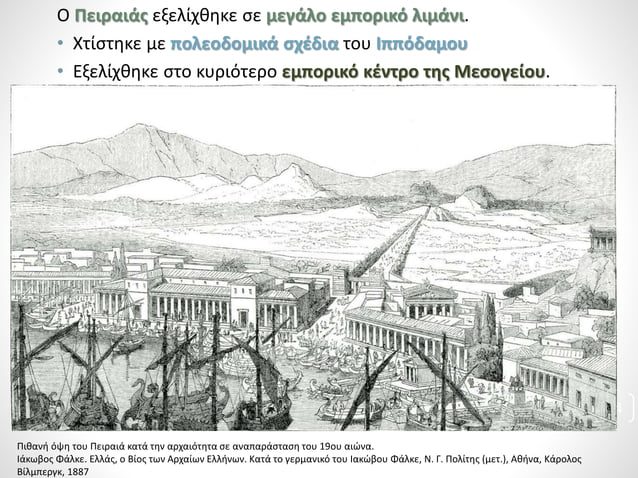 Ο Πειραιάς εξελίχθηκε σε μεγάλο εμπορικό λιμάνι.
• Χτίστηκε με πολεοδομικά σχέδια του Ιππόδαμου
• Εξελίχθηκε στο κυριότερο εμπορικό κέντρο της Μεσογείου.
Πιθανή όψη του Πειραιά κατά την αρχαιότητα σε αναπαράσταση του 19ου αιώνα.
Ιάκωβος Φάλκε. Ελλάς, ο Βίος των Αρχαίων Ελλήνων. Κατά το γερμανικό του Ιακώβου Φάλκε, Ν. Γ. Πολίτης (μετ.), Αθήνα, Κάρολος
Βίλμπεργκ, 1887